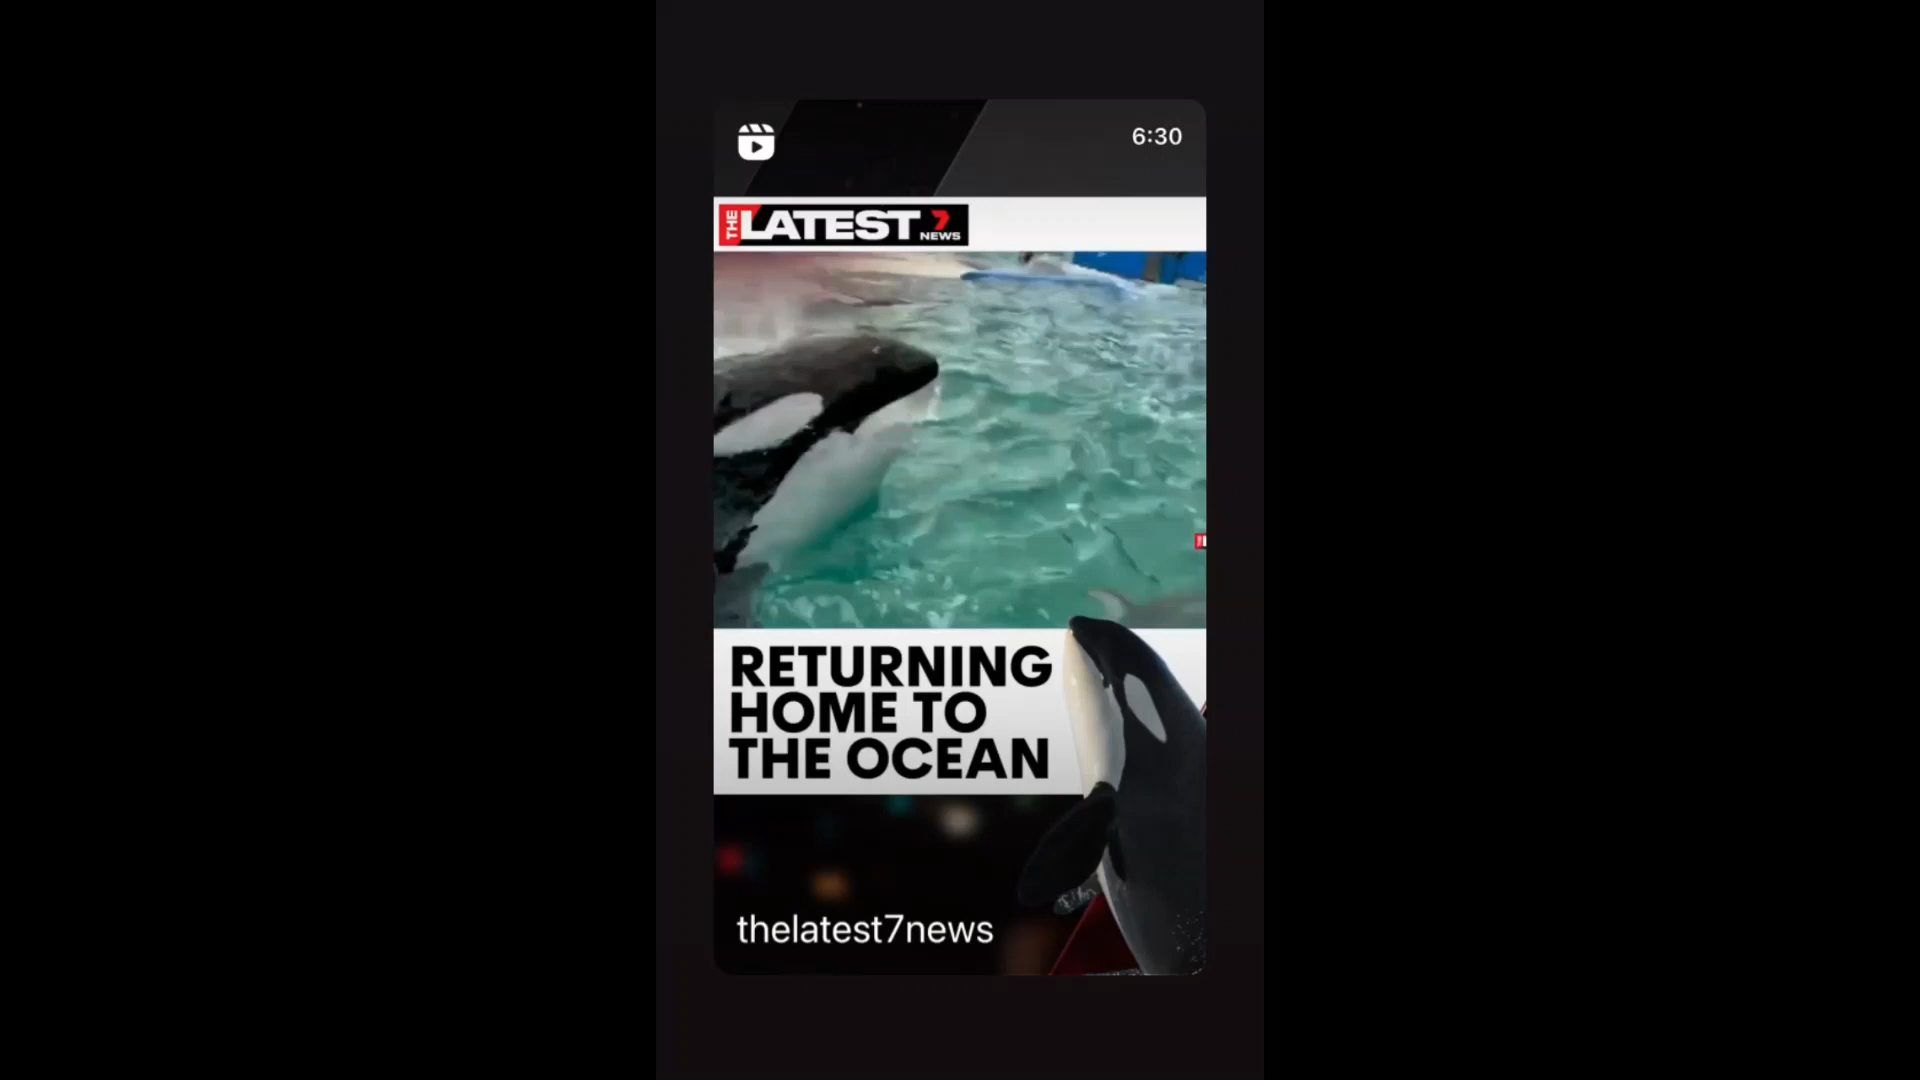 6:30
THE LATEST 7 NEWS
RETURNING
HOME TO
THE OCEAN
thelatest7news